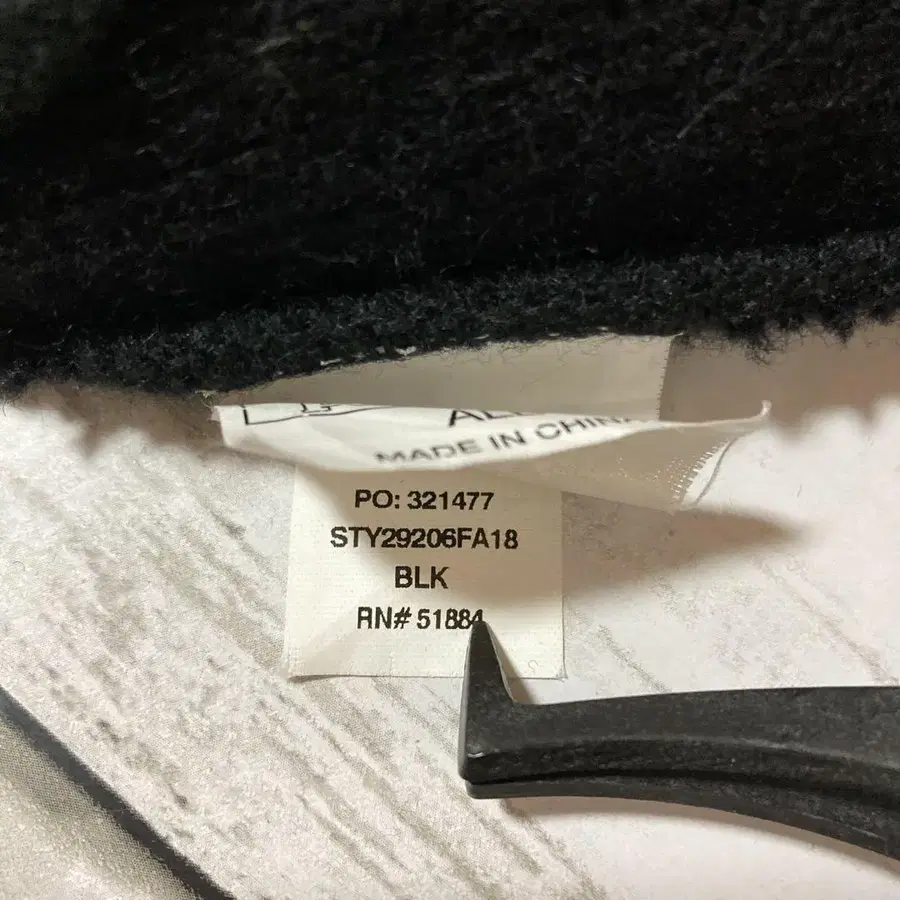 MADE IN CHINA
PO: 321477
STY29206FA18
BLK
RN# 51884